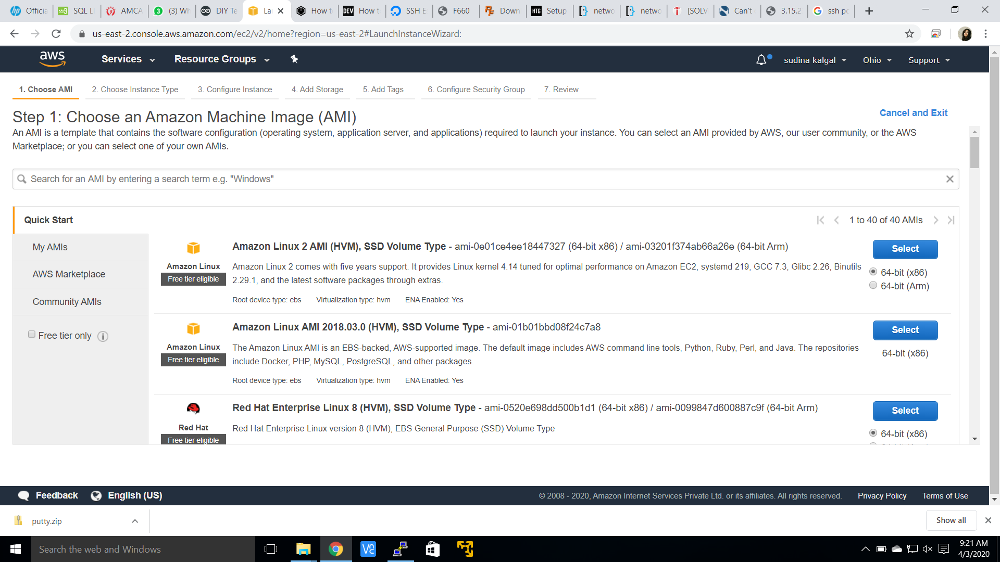 Officia
SQL LI
AMCA
(3) Wh
DIY Te
La
How t
How t
SSH E
F660
Down
Setup
netwo
netwo
[SOLV
Can't
3.15.2
ssh po
us-east-2.console.aws.amazon.com/ec2/v2/home?region=us-east-2#LaunchInstanceWizard:
aws
Services
Resource Groups
sudina kalgal
Ohio
Support
1. Choose AMI
2. Choose Instance Type
3. Configure Instance
4. Add Storage
5. Add Tags
6. Configure Security Group
7. Review
Step 1: Choose an Amazon Machine Image (AMI)
Cancel and Exit
An AMI is a template that contains the software configuration (operating system, application server, and applications) required to launch your instance. You can select an AMI provided by AWS, our user community, or the AWS
Marketplace; or you can select one of your own AMIs.
Search for an AMI by entering a search term e.g. "Windows"
Quick Start
1 to 40 of 40 AMIs
My AMIs
AWS Marketplace
Community AMIs
Free tier only
Amazon Linux
Free tier eligible
Amazon Linux 2 AMI (HVM), SSD Volume Type - ami-0e01ce4ee18447327 (64-bit x86) / ami-03201f374ab66a26e (64-bit Arm)
Amazon Linux 2 comes with five years support. It provides Linux kernel 4.14 tuned for optimal performance on Amazon EC2, systemd 219, GCC 7.3, Glibc 2.26, Binutils
2.29.1, and the latest software packages through extras.
Root device type: ebs
Virtualization type: hvm
ENA Enabled: Yes
Select
64-bit (x86)
64-bit (Arm)
Amazon Linux
Free tier eligible
Amazon Linux AMI 2018.03.0 (HVM), SSD Volume Type - ami-01b01bbd08f24c7a8
The Amazon Linux AMI is an EBS-backed, AWS-supported image. The default image includes AWS command line tools, Python, Ruby, Perl, and Java. The repositories
include Docker, PHP, MySQL, PostgreSQL, and other packages.
Root device type: ebs
Virtualization type: hvm
ENA Enabled: Yes
Select
64-bit (x86)
Red Hat
Free tier eligible
Red Hat Enterprise Linux 8 (HVM), SSD Volume Type - ami-0520e698dd500b1d1 (64-bit x86) / ami-0099847d600887c9f (64-bit Arm)
Red Hat Enterprise Linux version 8 (HVM), EBS General Purpose (SSD) Volume Type
Select
64-bit (x86)
Feedback
English (US)
© 2008 - 2020, Amazon Internet Services Private Ltd. or its affiliates. All rights reserved.
Privacy Policy
Terms of Use
putty.zip
Show all
Search the web and Windows
9:21 AM
4/3/2020